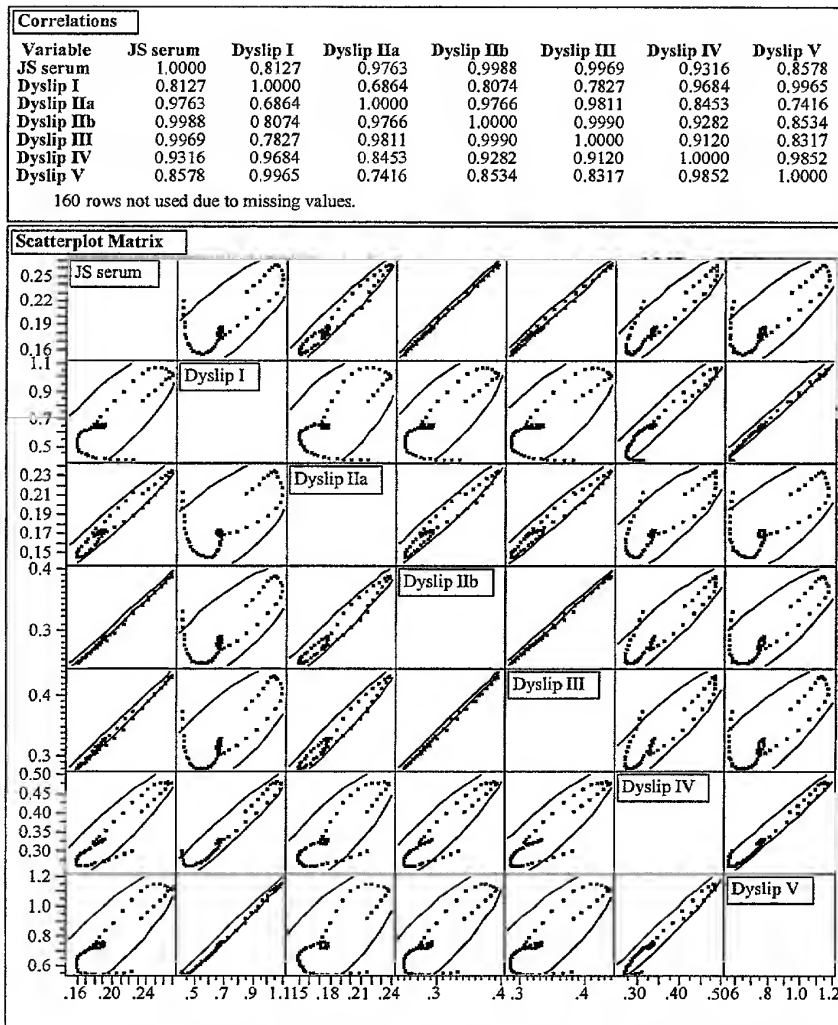 Correlations
Variable JS serum Dyslip I Dyslip IIa Dyslip IIb Dyslip III Dyslip IV Dyslip V
JS serum 1.0000 0.8127 0.9763 0.9988 0.9969 0.9316 0.8578
Dyslip I 0.8127 1.0000 0.6864 0.8074 0.7827 0.9684 0.9965
Dyslip IIa 0.9763 0.6864 1.0000 0.9766 0.9811 0.8453 0.7416
Dyslip IIb 0.9988 0 8074 0.9766 1.0000 0.9990 0.9282 0.8534
Dyslip III 0.9969 0.7827 0.9811 0.9990 1.0000 0.9120 0.8317
Dyslip IV 0.9316 0.9684 0.8453 0.9282 0.9120 1.0000 0.9852
Dyslip V 0.8578 0.9965 0.7416 0.8534 0.8317 0.9852 1.0000
160 rows not used due to missing values.
Scatterplot Matrix
JS serum
0.25
0.22
0.19
0.16
1.1
Dyslip I
0.9
0.7
0.5
0.23
Dyslip IIa
0.21
0.19
0.17
0.15
0.4
Dyslip IIb
0.3
Dyslip III
0.4
0.3
0.50
Dyslip IV
0.45
0.40
0.35
0.30
1.2
Dyslip V
1.0
0.8
0.6
.16 .20 .24 .5 .7 .9 1.1 15 .18 .21 .24 .3 .4 .3 .4 .30 .40 .50 6 .8 1.0 1.2